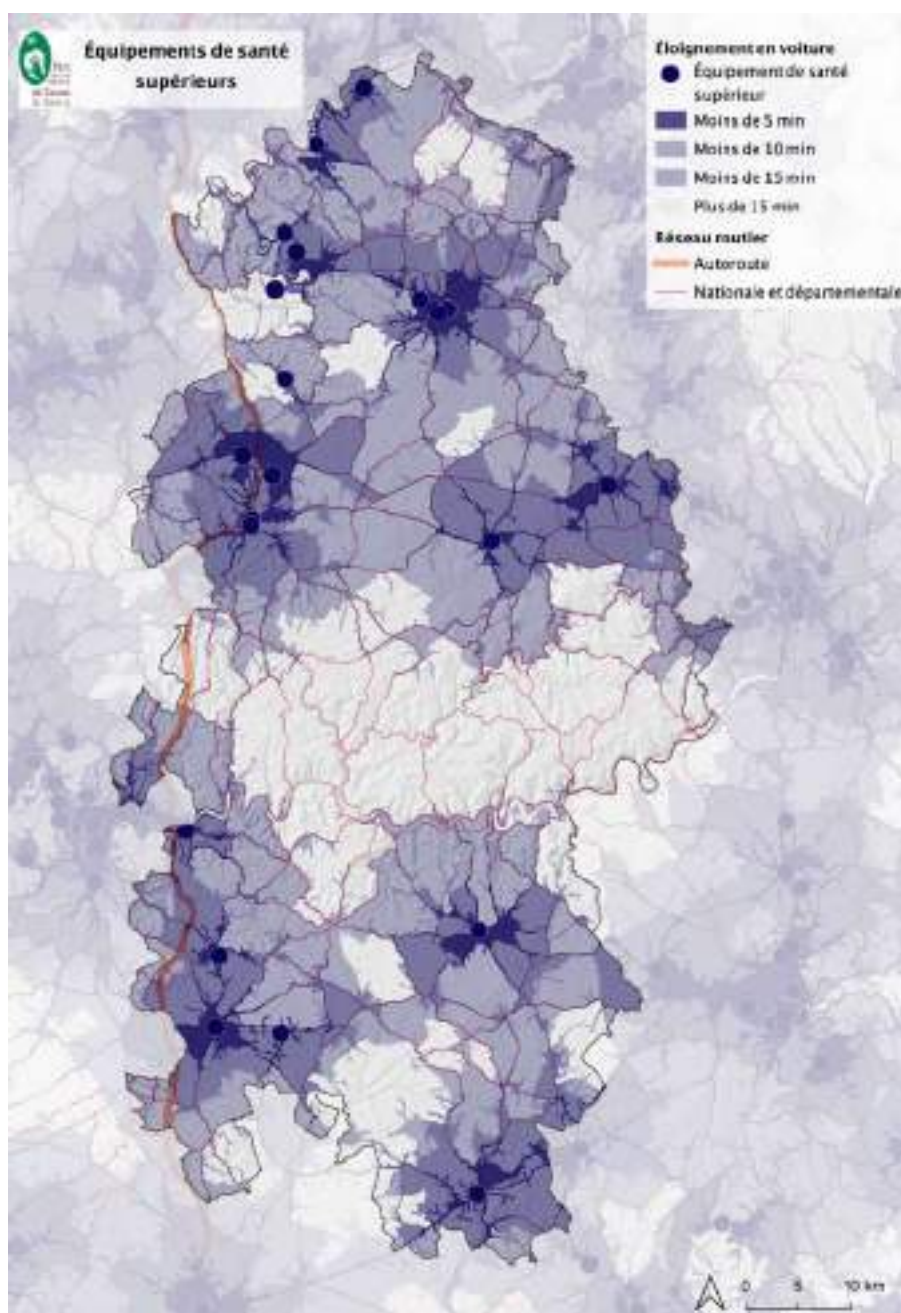 Équipements de santé
supérieurs
Éloignement en voiture
Équipement de santé
supérieur
Moins de 5 min
Moins de 10 min
Moins de 15 min
Plus de 15 min
Réseau routier
Autoroute
Nationale et départementale
0 5 10 km